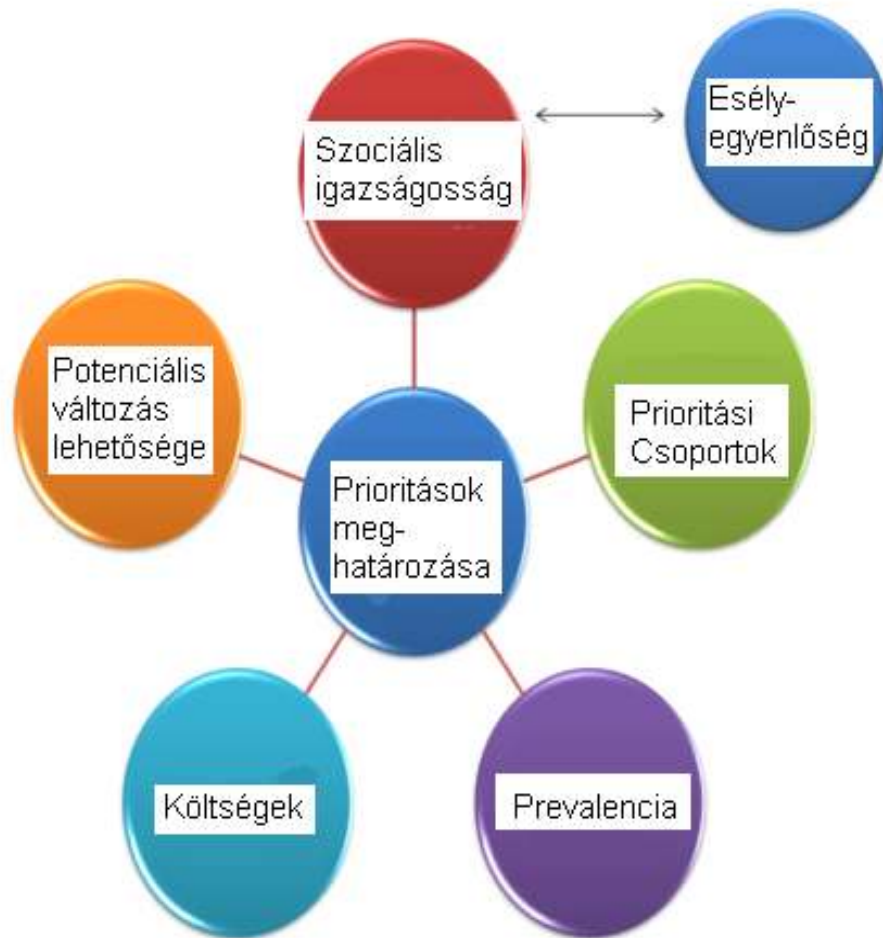 Szociális
igazságosság
Esély-
egyenlőség
Potenciális
változás
lehetősége
Prioritási
Csoportok
Prioritások
meg-
határozása
Költségek
Prevalencia